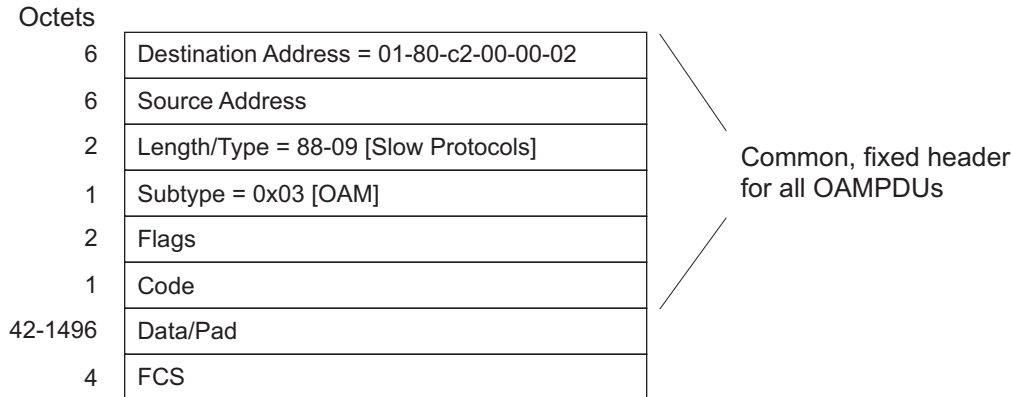 Octets
6 Destination Address = 01-80-c2-00-00-02
6 Source Address
2 Length/Type = 88-09 [Slow Protocols]
1 Subtype = 0x03 [OAM]
2 Flags
1 Code
42-1496 Data/Pad
4 FCS
Common, fixed header
for all OAMPDUs